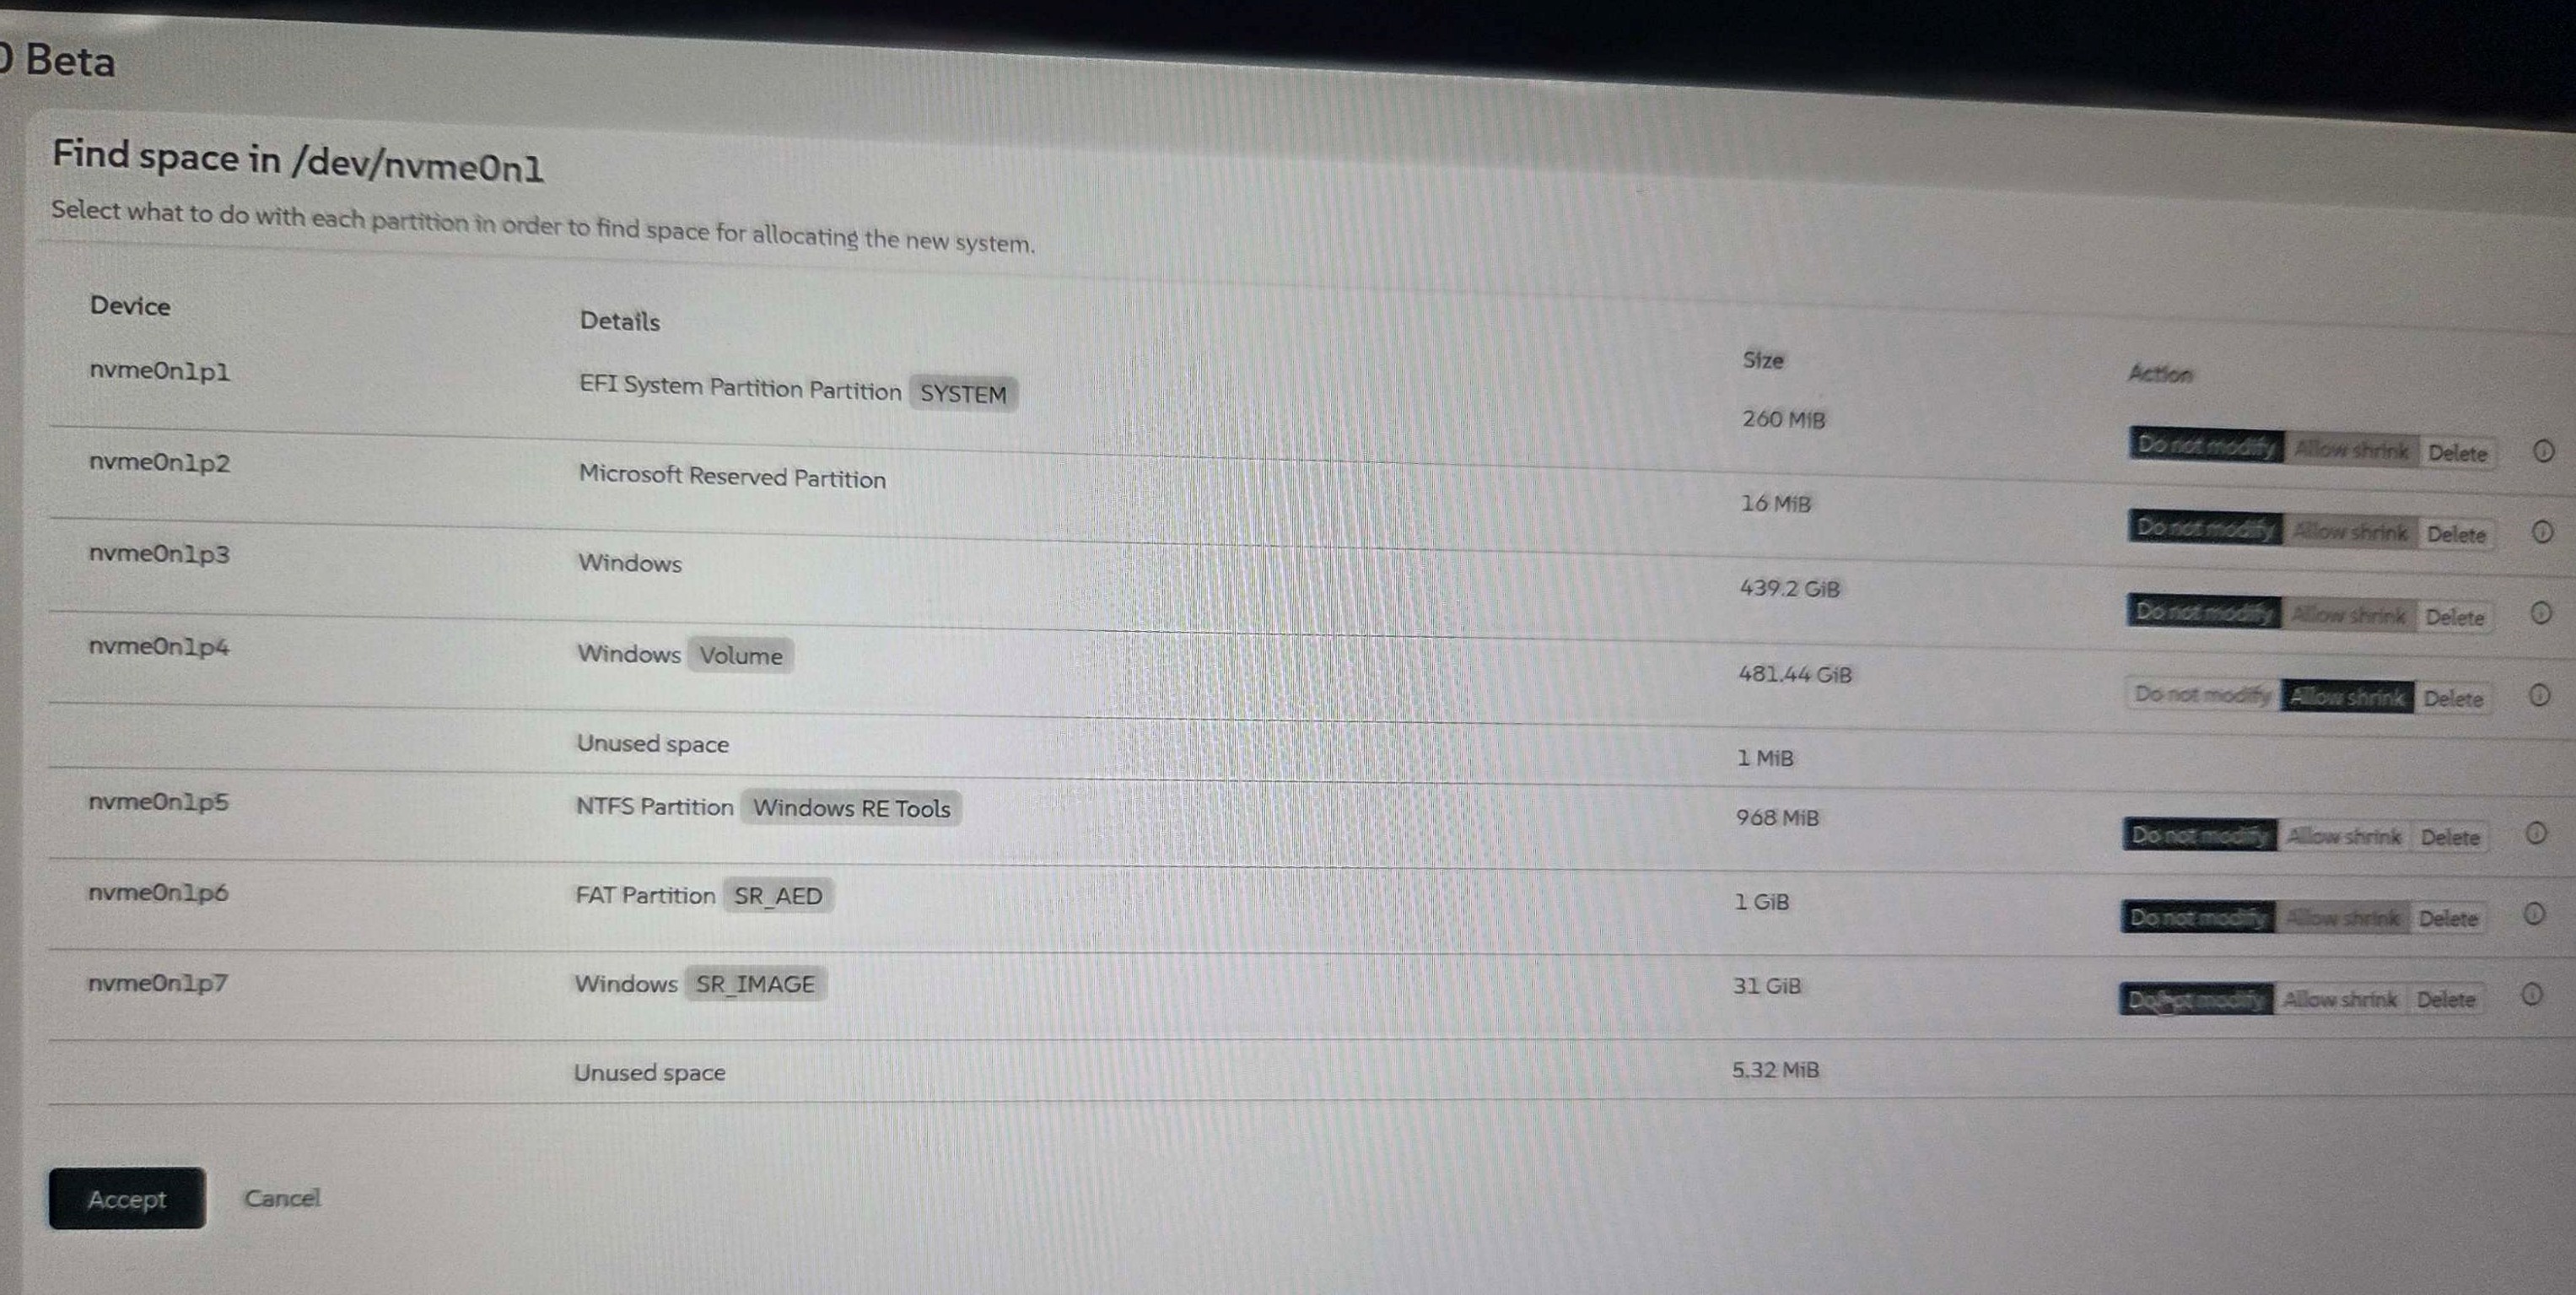 Beta
Find space in /dev/nvme0n1
Select what to do with each partition in order to find space for allocating the new system.
Device Details Size Action
nvme0n1p1 EFI System Partition Partition SYSTEM 260 MiB Do not modify Allow shrink Delete
nvme0n1p2 Microsoft Reserved Partition 16 MiB Do not modify Allow shrink Delete
nvme0n1p3 Windows 439.2 GiB Do not modify Allow shrink Delete
nvme0n1p4 Windows Volume 481.44 GiB Do not modify Allow shrink Delete
Unused space 1 MiB
nvme0n1p5 NTFS Partition Windows RE Tools 968 MiB Do not modify Allow shrink Delete
nvme0n1p6 FAT Partition SR_AED 1 GiB Do not modify Allow shrink Delete
nvme0n1p7 Windows SR_IMAGE 31 GiB Do not modify Allow shrink Delete
Unused space 5.32 MiB
Accept Cancel